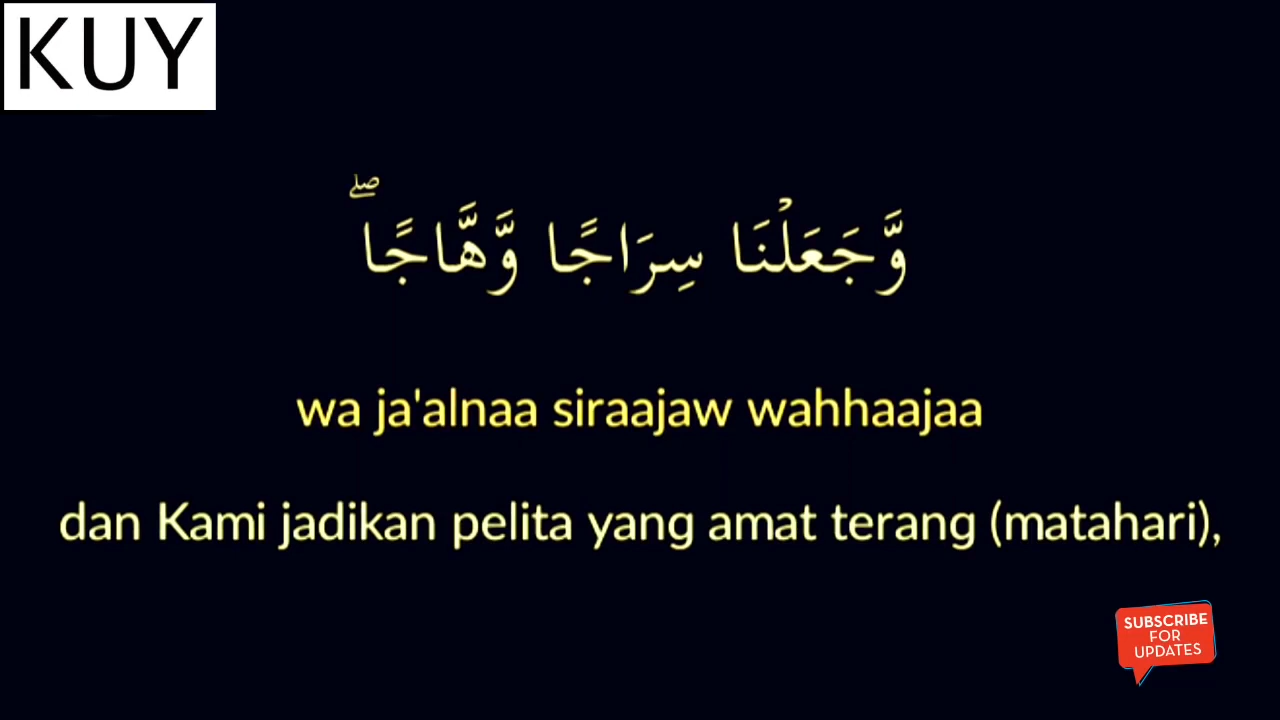 KUY
وَّجَعَلْنَا سِرَاجًا وَّهَّاجًاۖ
wa ja'alnaa siraajaw wahhaajaa
dan Kami jadikan pelita yang amat terang (matahari),
SUBSCRIBE
FOR
UPDATES